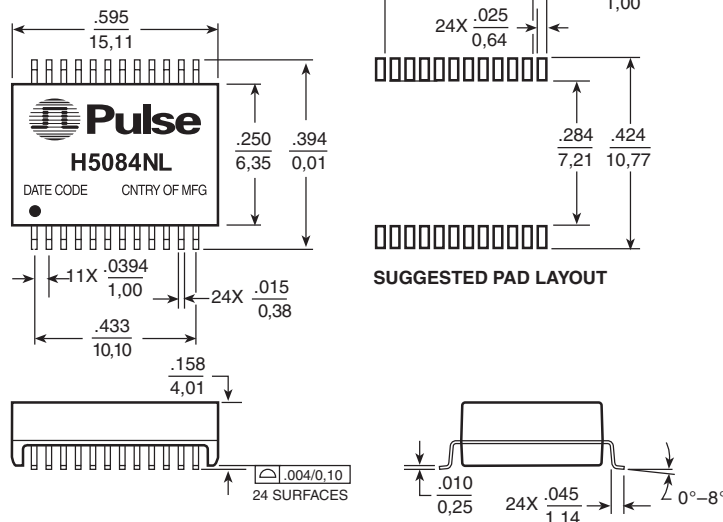 .595
15,11
1,00
24X .025
0,64
Pulse
H5084NL
DATE CODE CNTRY OF MFG
.250
6,35
.394
0,01
.284
7,21
.424
10,77
SUGGESTED PAD LAYOUT
11X .0394
1,00
24X .015
0,38
.433
10,10
.158
4,01
.004/0,10
24 SURFACES
.010
0,25
24X .045
1,14
0°–8°